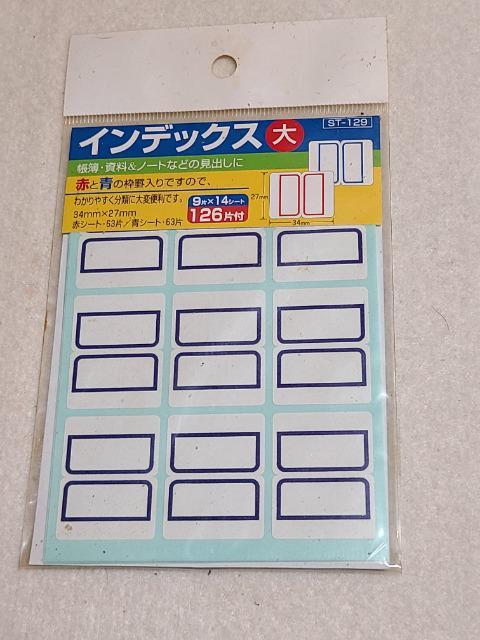 インデックス 大
ST-129
帳簿・資料&ノートなどの見出しに
赤と青の枠罫入りですので、
わかりやすく分類に大変便利です。
34mm×27mm
赤シート・63片／青シート・63片
9片×14シート
126片付
27mm
34mm